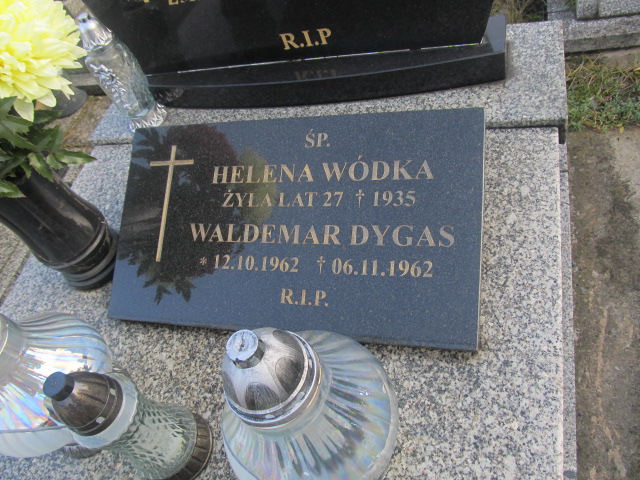 R.I.P
ŚP.
HELENA WÓDKA
ŻYŁA LAT 27 † 1935
WALDEMAR DYGAS
* 12.10.1962 † 06.11.1962
R.I.P.